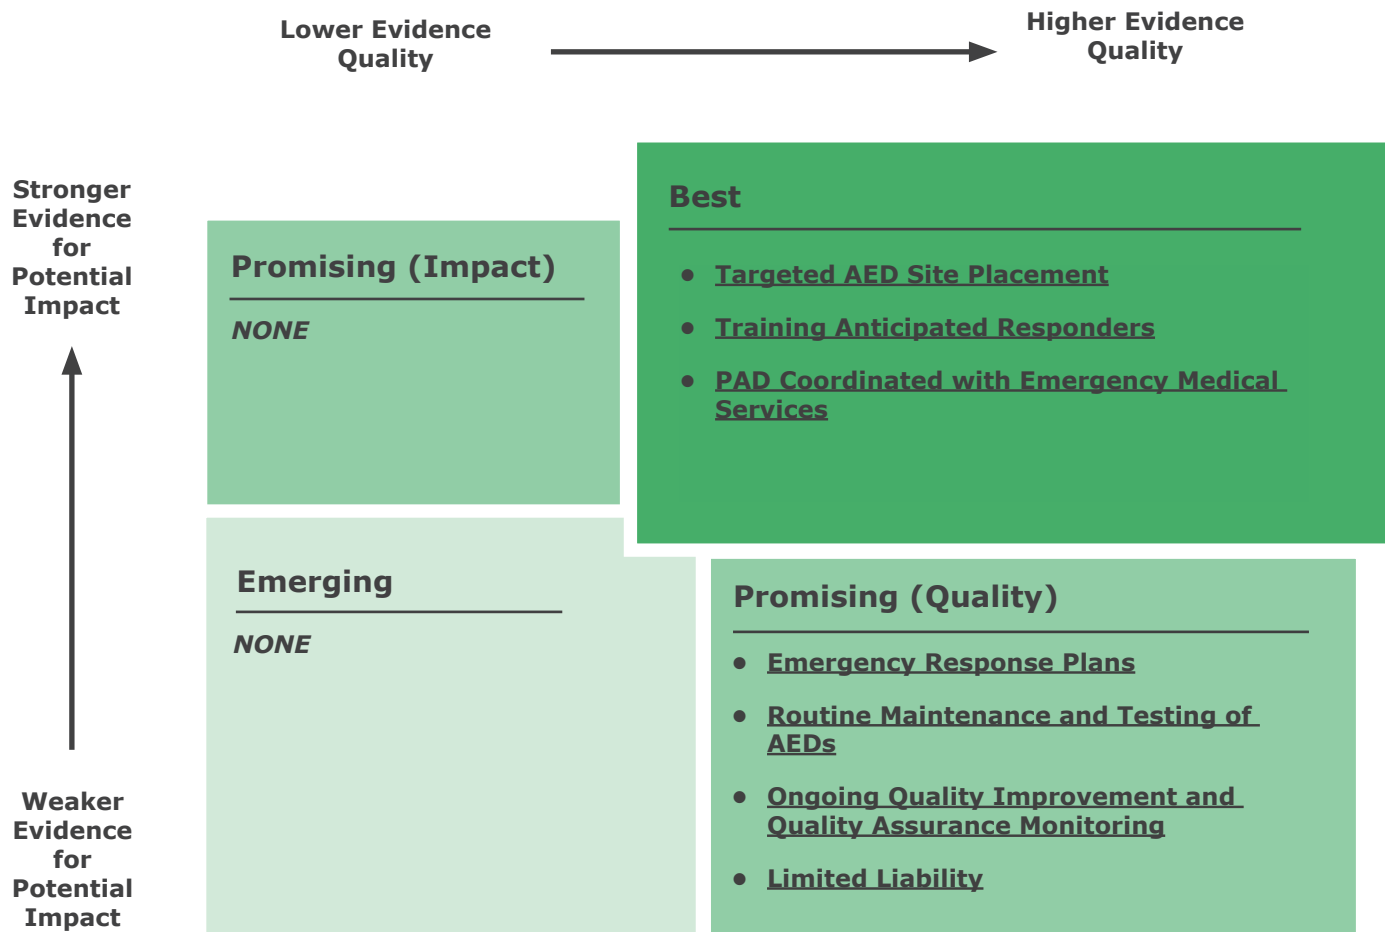 Lower Evidence
Quality
Higher Evidence
Quality
Stronger
Evidence
for
Potential
Impact
Best
● Targeted AED Site Placement
● Training Anticipated Responders
● PAD Coordinated with Emergency Medical
Services
Promising (Impact)
NONE
Emerging
NONE
Promising (Quality)
● Emergency Response Plans
● Routine Maintenance and Testing of
AEDs
● Ongoing Quality Improvement and
Quality Assurance Monitoring
● Limited Liability
Weaker
Evidence
for
Potential
Impact